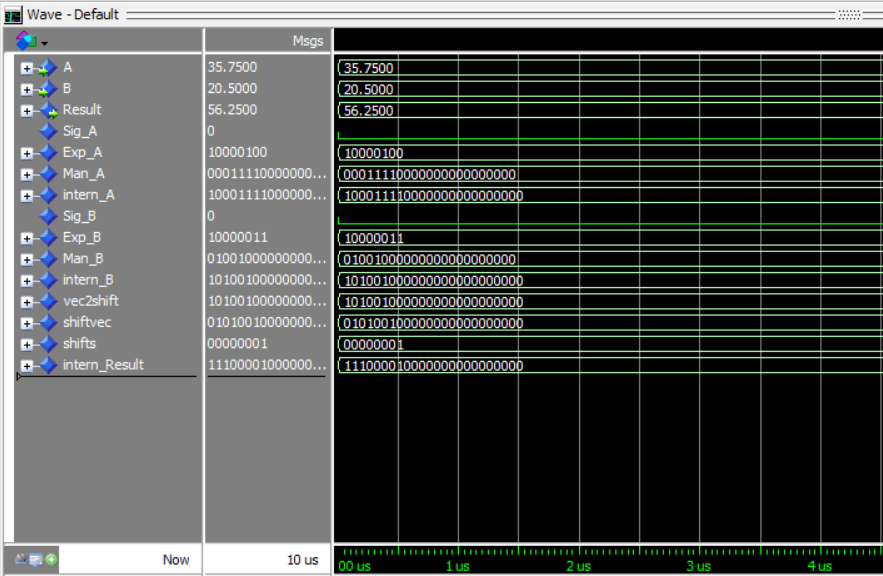 Wave - Default
Msgs
A 35.7500 35.7500
B 20.5000 20.5000
Result 56.2500 56.2500
Sig_A 0
Exp_A 10000100 10000100
Man_A 00011110000000... 00011110000000000000000
intern_A 10001111000000... 100011110000000000000000
Sig_B 0
Exp_B 10000011 10000011
Man_B 01001000000000... 01001000000000000000000
intern_B 10100100000000... 101001000000000000000000
vec2shift 10100100000000... 101001000000000000000000
shiftvec 01010010000000... 010100100000000000000000
shifts 00000001 00000001
intern_Result 11100001000000... 111000010000000000000000
Now 10 us 00 us 1 us 2 us 3 us 4 us